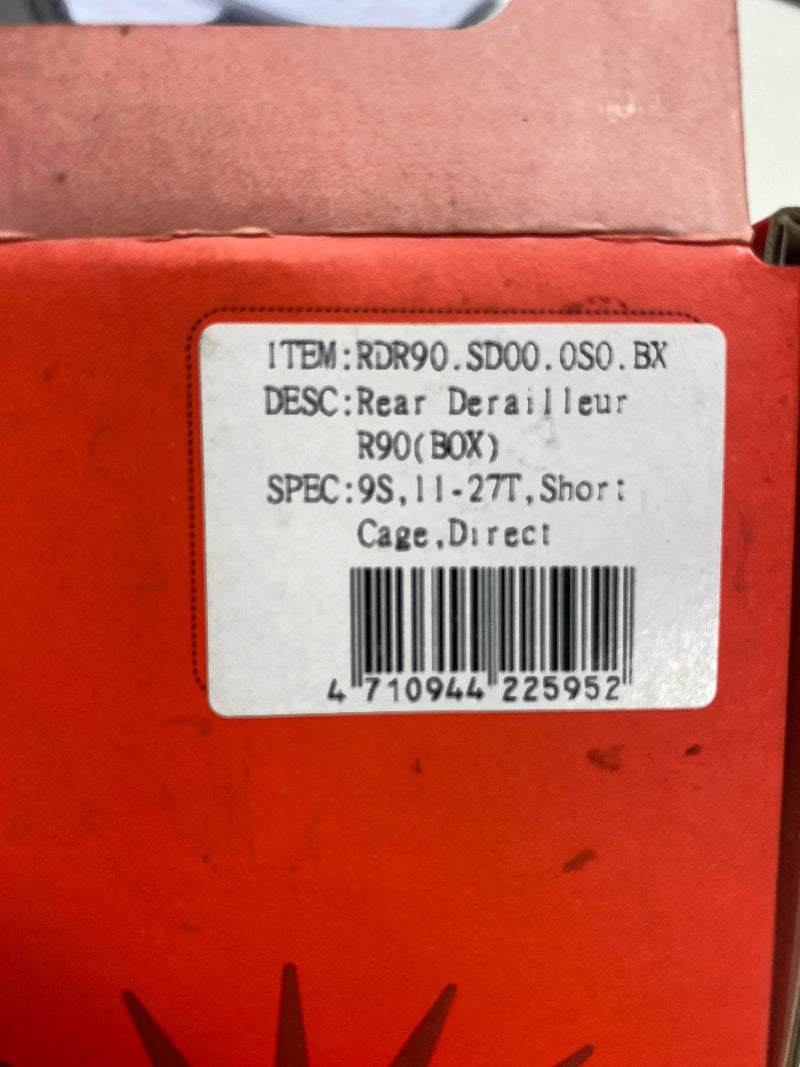 ITEM:RDR90.SD00.0S0.BX
DESC:Rear Derailleur
R90(BOX)
SPEC:9S,11-27T,Short
Cage,Direct
4 710944 225952